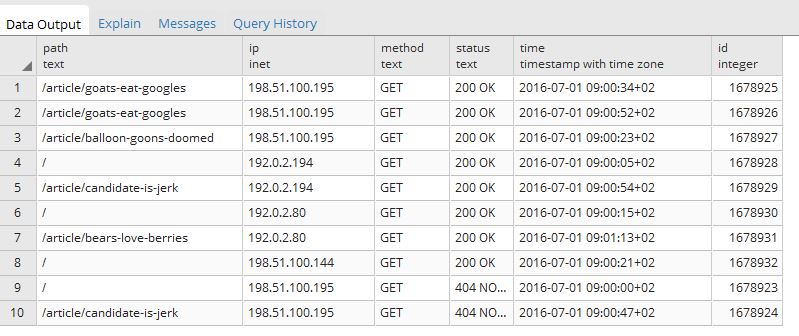 Data Output Explain Messages Query History
path ip method status time id
text inet text text timestamp with time zone integer
1 /article/goats-eat-googles 198.51.100.195 GET 200 OK 2016-07-01 09:00:34+02 1678925
2 /article/goats-eat-googles 198.51.100.195 GET 200 OK 2016-07-01 09:00:52+02 1678926
3 /article/balloon-goons-doomed 198.51.100.195 GET 200 OK 2016-07-01 09:00:23+02 1678927
4 / 192.0.2.194 GET 200 OK 2016-07-01 09:00:05+02 1678928
5 /article/candidate-is-jerk 192.0.2.194 GET 200 OK 2016-07-01 09:00:54+02 1678929
6 / 192.0.2.80 GET 200 OK 2016-07-01 09:00:15+02 1678930
7 /article/bears-love-berries 192.0.2.80 GET 200 OK 2016-07-01 09:01:13+02 1678931
8 / 198.51.100.144 GET 200 OK 2016-07-01 09:00:21+02 1678932
9 / 198.51.100.195 GET 404 NO... 2016-07-01 09:00:00+02 1678923
10 /article/candidate-is-jerk 198.51.100.195 GET 404 NO... 2016-07-01 09:00:47+02 1678924